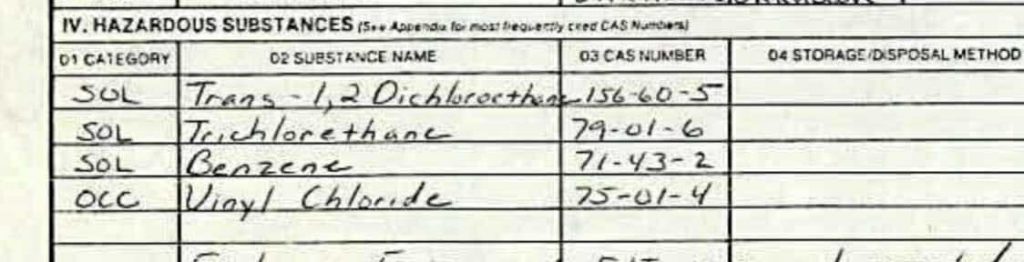 IV. HAZARDOUS SUBSTANCES (See Appendix for most frequently cited CAS Numbers)
01 CATEGORY 02 SUBSTANCE NAME 03 CAS NUMBER 04 STORAGE/DISPOSAL METHOD
SOL Trans-1,2 Dichloroethane 156-60-5
SOL Trichlorethane 79-01-6
SOL Benzene 71-43-2
OCC Vinyl Chloride 75-01-4